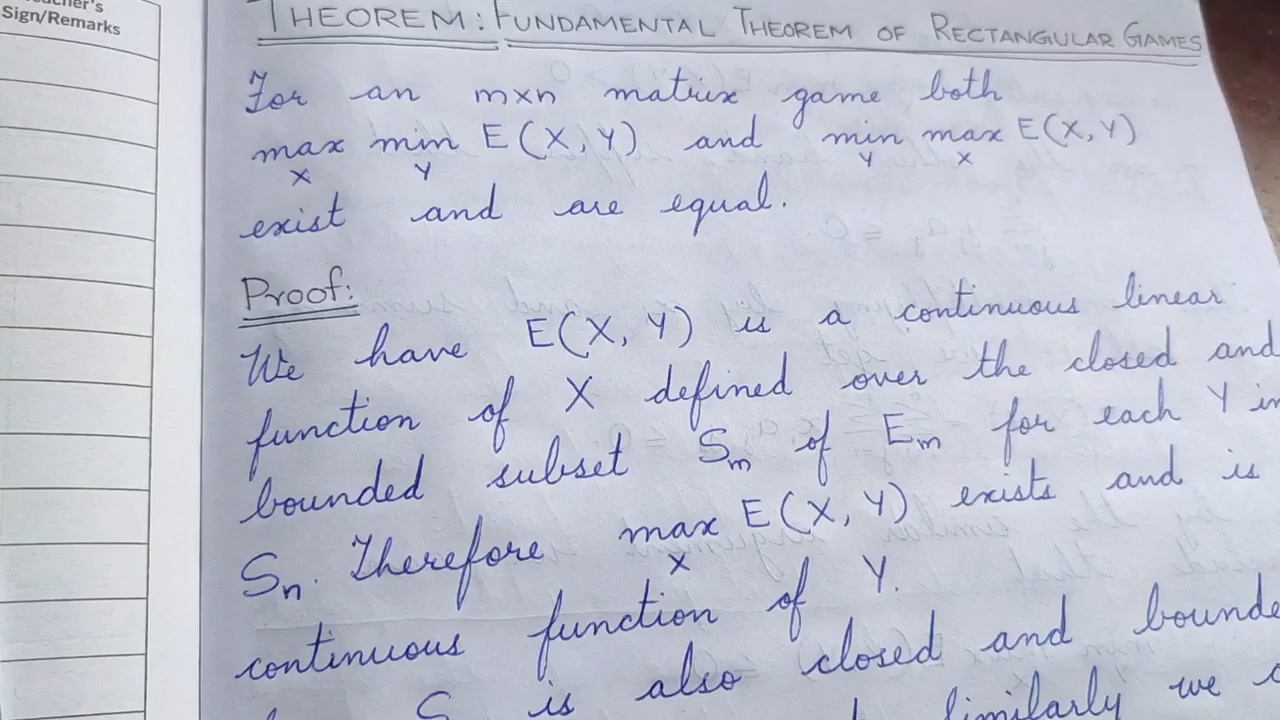 Sign/Remarks
THEOREM: FUNDAMENTAL THEOREM OF RECTANGULAR GAMES
For an m×n matrix game both
max min E(X, Y) and min max E(X, Y)
X Y Y X
exist and are equal.
Proof:
We have E(X, Y) is a continuous linear
function of X defined over the closed and
bounded subset Sm of Em for each Y in
Sn. Therefore max E(X, Y) exists and is
X
continuous function of Y.
S is also closed and bounde
similarly we